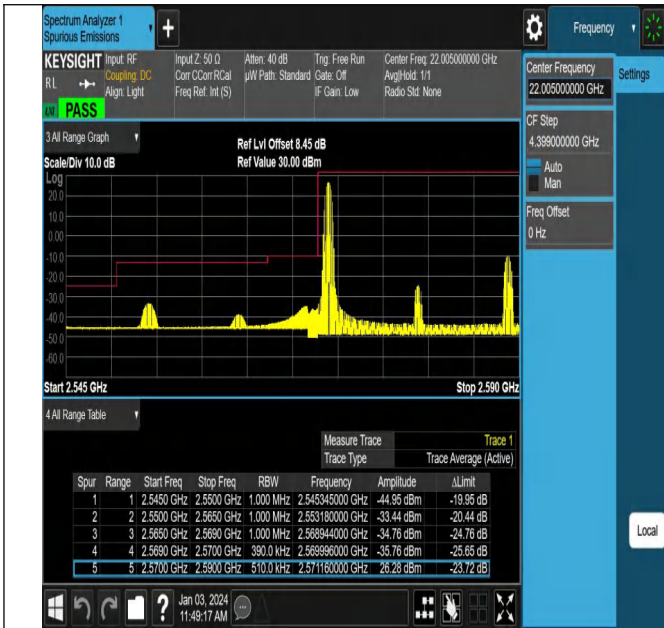 Spectrum Analyzer 1
Spurious Emissions
Frequency
KEYSIGHT Input: RF Input Z: 50 Ω Atten: 40 dB Trig: Free Run Center Freq: 22.005000000 GHz
RL Coupling: DC Corr CCorr RCal µW Path: Standard Gate: Off Avg|Hold: 1/1
Align: Light Freq Ref: Int (S) IF Gain: Low Radio Std: None
LXI PASS
Center Frequency
22.005000000 GHz
Settings
CF Step
4.399000000 GHz
Auto
Man
Freq Offset
0 Hz
3 All Range Graph
Ref Lvl Offset 8.45 dB
Scale/Div 10.0 dB Ref Value 30.00 dBm
Log
20.0
10.0
0.00
-10.0
-20.0
-30.0
-40.0
-50.0
-60.0
Start 2.545 GHz Stop 2.590 GHz
4 All Range Table
Measure Trace Trace 1
Trace Type Trace Average (Active)
Spur Range Start Freq Stop Freq RBW Frequency Amplitude ΔLimit
1 1 2.5450 GHz 2.5500 GHz 1.000 MHz 2.545345000 GHz -44.95 dBm -19.95 dB
2 2 2.5500 GHz 2.5650 GHz 1.000 MHz 2.553180000 GHz -33.44 dBm -20.44 dB
3 3 2.5650 GHz 2.5690 GHz 1.000 MHz 2.568944000 GHz -34.76 dBm -24.76 dB
4 4 2.5690 GHz 2.5700 GHz 390.0 kHz 2.569996000 GHz -35.76 dBm -25.65 dB
5 5 2.5700 GHz 2.5900 GHz 510.0 kHz 2.571160000 GHz 26.28 dBm -23.72 dB
Local
Jan 03, 2024
11:49:17 AM